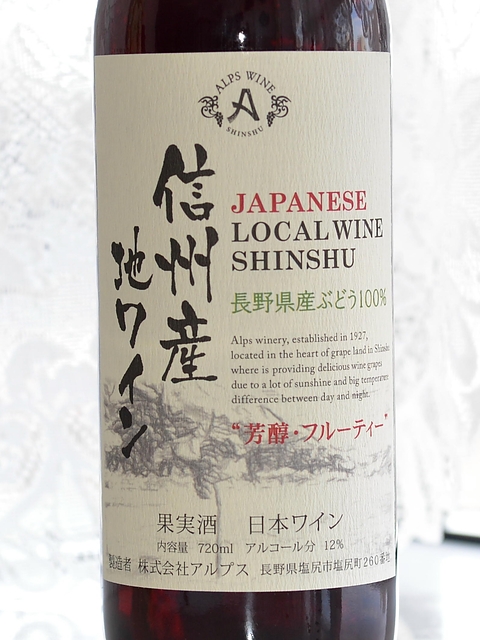 ALPS WINE
A
SHINSHU
信州産
地ワイン
JAPANESE
LOCAL WINE
SHINSHU
長野県産ぶどう100%
Alps winery, established in 1927,
located in the heart of grape land in
where is providing delicious wine grapes
due to a lot of sunshine and big temperature
difference between day and night.
“芳醇・フルーティー”
果実酒 日本ワイン
内容量 720ml アルコール分 12%
製造者 株式会社アルプス 長野県塩尻市塩尻町260番地